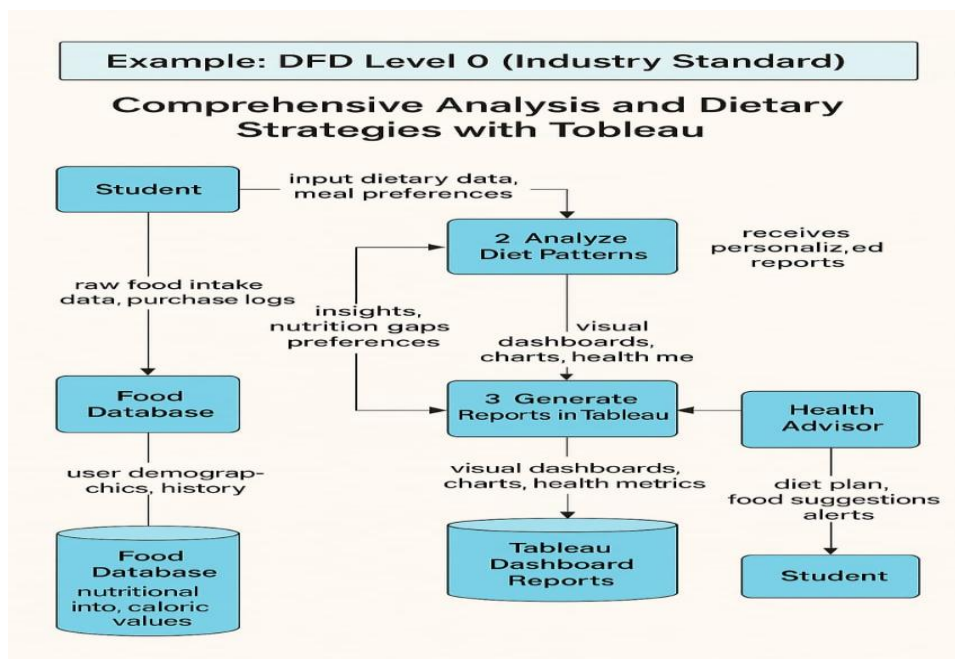 Example: DFD Level 0 (Industry Standard)
Comprehensive Analysis and Dietary
Strategies with Tobleau
Student
input dietary data,
meal preferences
2 Analyze
Diet Patterns
receives
personaliz,ed
reports
raw food intake
data, purchase logs
insights,
nutrition gaps
preferences
visual
dashboards,
charts, health me
Food
Database
3 Generate
Reports in Tableau
Health
Advisor
user demograp-
chics, history
visual dashboards,
charts, health metrics
diet plan,
food suggestions
alerts
Food
Database
nutritional
into, caloric
values
Tableau
Dashboard
Reports
Student